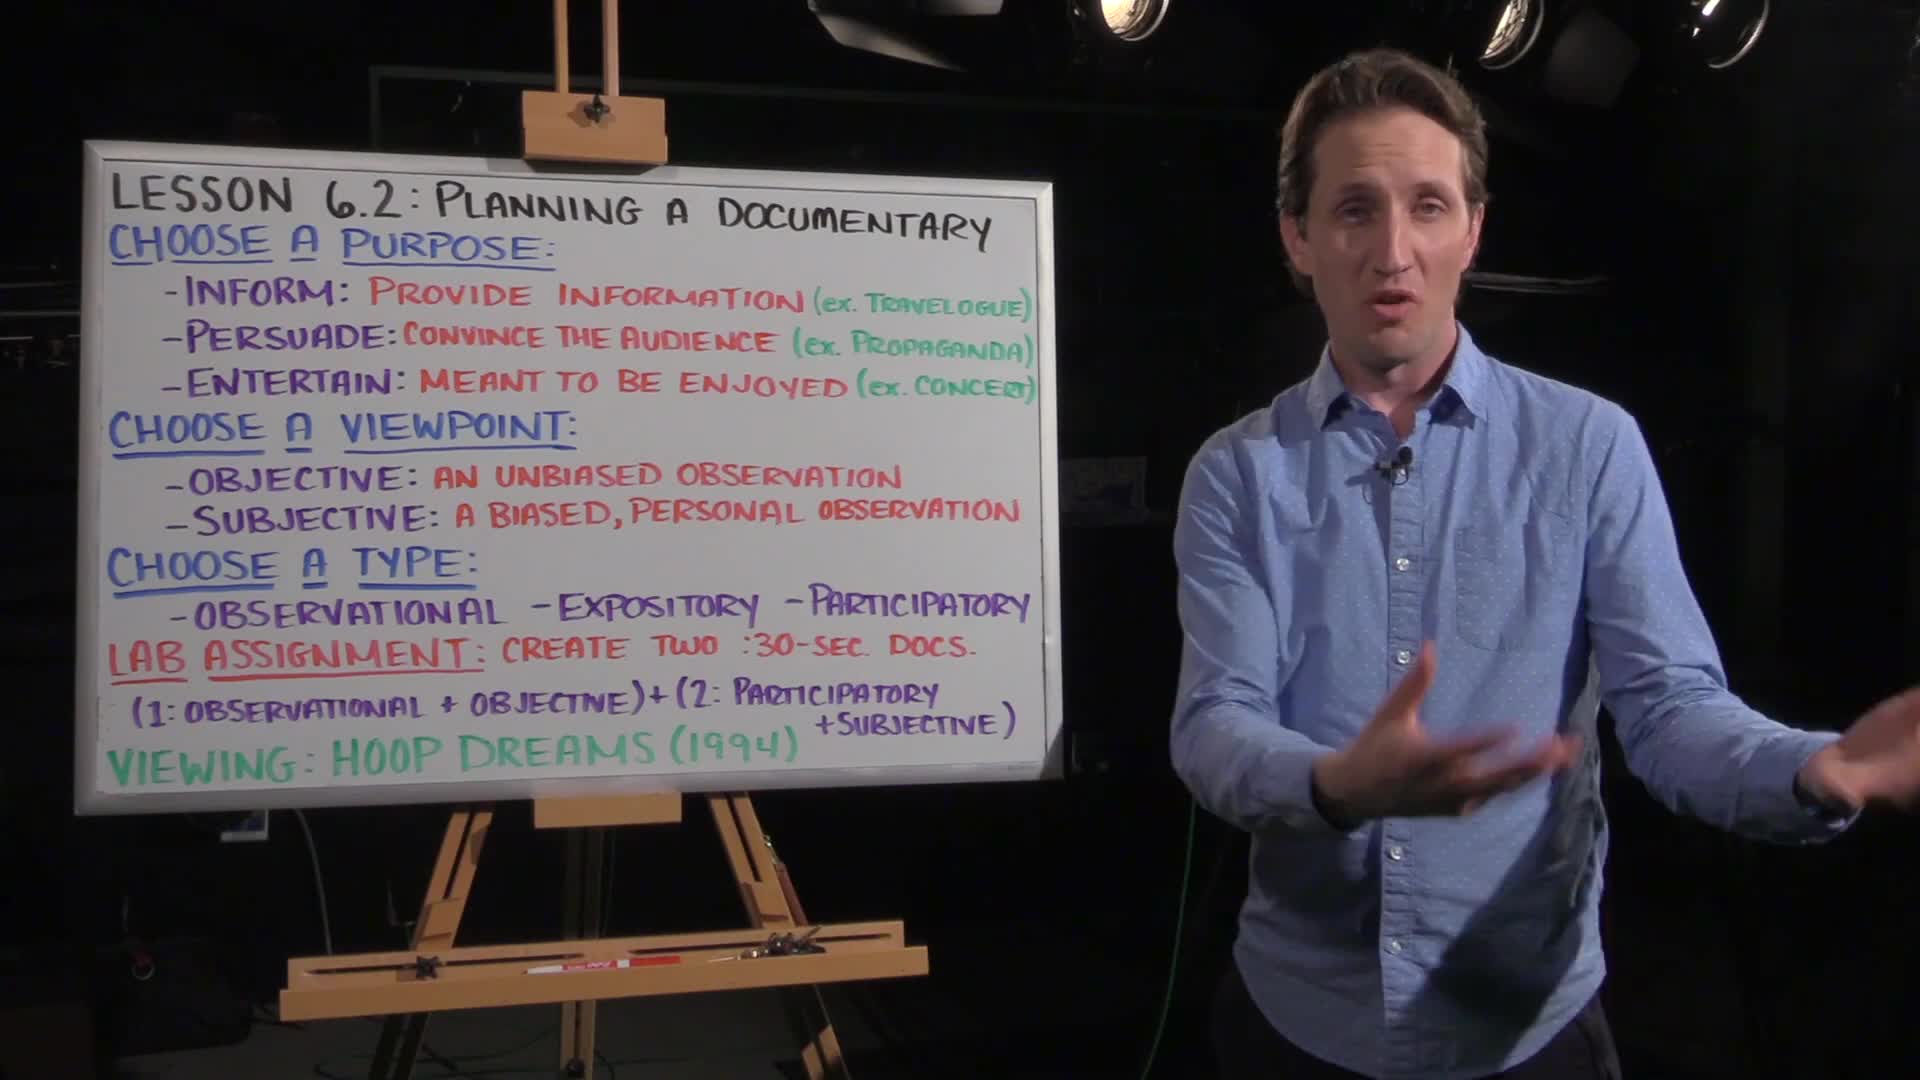 LESSON 6.2: PLANNING A DOCUMENTARY
CHOOSE A PURPOSE:
-INFORM: PROVIDE INFORMATION (ex. TRAVELOGUE)
-PERSUADE: CONVINCE THE AUDIENCE (ex. PROPAGANDA)
-ENTERTAIN: MEANT TO BE ENJOYED (ex. CONCERT)
CHOOSE A VIEWPOINT:
-OBJECTIVE: AN UNBIASED OBSERVATION
-SUBJECTIVE: A BIASED, PERSONAL OBSERVATION
CHOOSE A TYPE:
-OBSERVATIONAL -EXPOSITORY -PARTICIPATORY
LAB ASSIGNMENT: CREATE TWO :30-SEC. DOCS.
(1: OBSERVATIONAL + OBJECTIVE) + (2: PARTICIPATORY
+SUBJECTIVE)
VIEWING: HOOP DREAMS (1994)